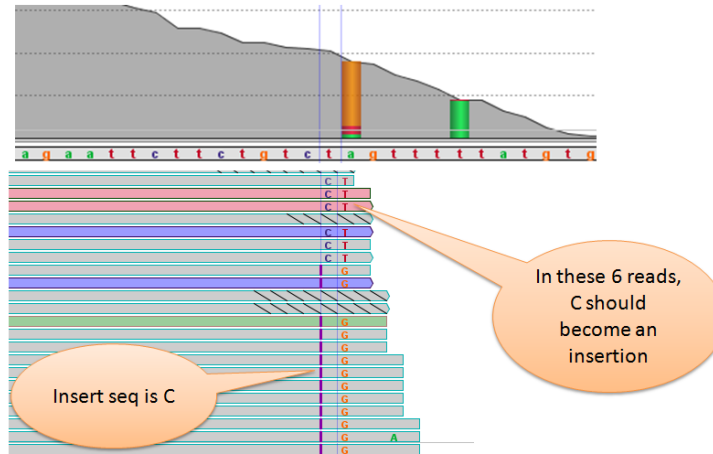 a g a a t t c t t c t g t c t a g t t t t t a t g t g
C T
C T
C T
C T
C T
C T
G
G
In these 6 reads,
C should
become an
insertion
G
G
G
G
G
G
Insert seq is C
G
G
G
G A
G